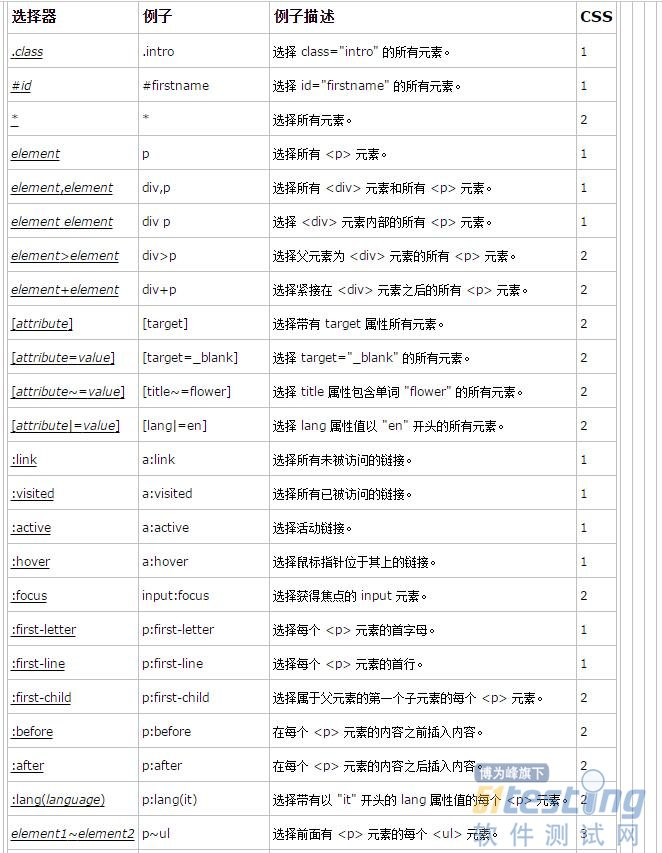 选择器 例子 例子描述 CSS
.class .intro 选择 class="intro" 的所有元素。 1
#id #firstname 选择 id="firstname" 的所有元素。 1
* * 选择所有元素。 2
element p 选择所有 <p> 元素。 1
element,element div,p 选择所有 <div> 元素和所有 <p> 元素。 1
element element div p 选择 <div> 元素内部的所有 <p> 元素。 1
element>element div>p 选择父元素为 <div> 元素的所有 <p> 元素。 2
element+element div+p 选择紧接在 <div> 元素之后的所有 <p> 元素。 2
[attribute] [target] 选择带有 target 属性所有元素。 2
[attribute=value] [target=_blank] 选择 target="_blank" 的所有元素。 2
[attribute~=value] [title~=flower] 选择 title 属性包含单词 "flower" 的所有元素。 2
[attribute|=value] [lang|=en] 选择 lang 属性值以 "en" 开头的所有元素。 2
:link a:link 选择所有未被访问的链接。 1
:visited a:visited 选择所有已被访问的链接。 1
:active a:active 选择活动链接。 1
:hover a:hover 选择鼠标指针位于其上的链接。 1
:focus input:focus 选择获得焦点的 input 元素。 2
:first-letter p:first-letter 选择每个 <p> 元素的首字母。 1
:first-line p:first-line 选择每个 <p> 元素的首行。 1
:first-child p:first-child 选择属于父元素的第一个子元素的每个 <p> 元素。 2
:before p:before 在每个 <p> 元素的内容之前插入内容。 2
:after p:after 在每个 <p> 元素的内容之后插入内容。 2
博为峰旗下
:lang(language) p:lang(it) 选择带有以 "it" 开头的 lang 属性值的每个 <p> 元素。 2
51testing
element1~element2 p~ul 选择前面有 <p> 元素的每个 <ul> 元素。 3
软件测试网